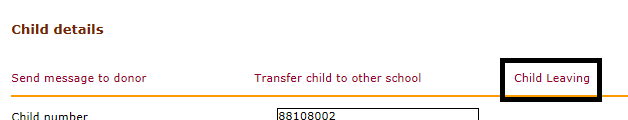 Child details
Send message to donor Transfer child to other school Child Leaving
Child number 88108002